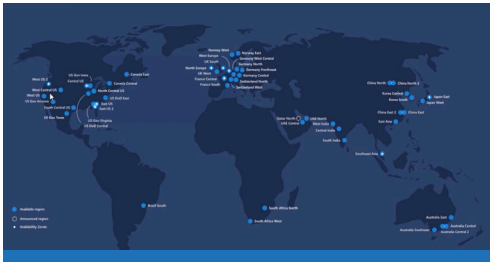 Norway West
Norway East
West Europe
Germany West Central
UK South
Germany North
North Europe
Germany Northeast
UK West
Germany Central
France Central
Switzerland North
France South
Switzerland West
West US 2
US Gov Iowa
Canada East
Central US
Canada Central
West Central US
North Central US
West US
US DoD East
US Gov Arizona
East US
South Central US
East US 2
US Gov Texas
US Gov Virginia
US DoD Central
China North
China North 2
Korea Central
Japan East
Korea South
Japan West
China East 2
China East
East Asia
UAE North
UAE Central
West India
Central India
South India
Southeast Asia
Brazil South
South Africa North
South Africa West
Australia East
Australia Central
Australia Southeast
Australia Central 2
Available region
Announced region
Availability Zones